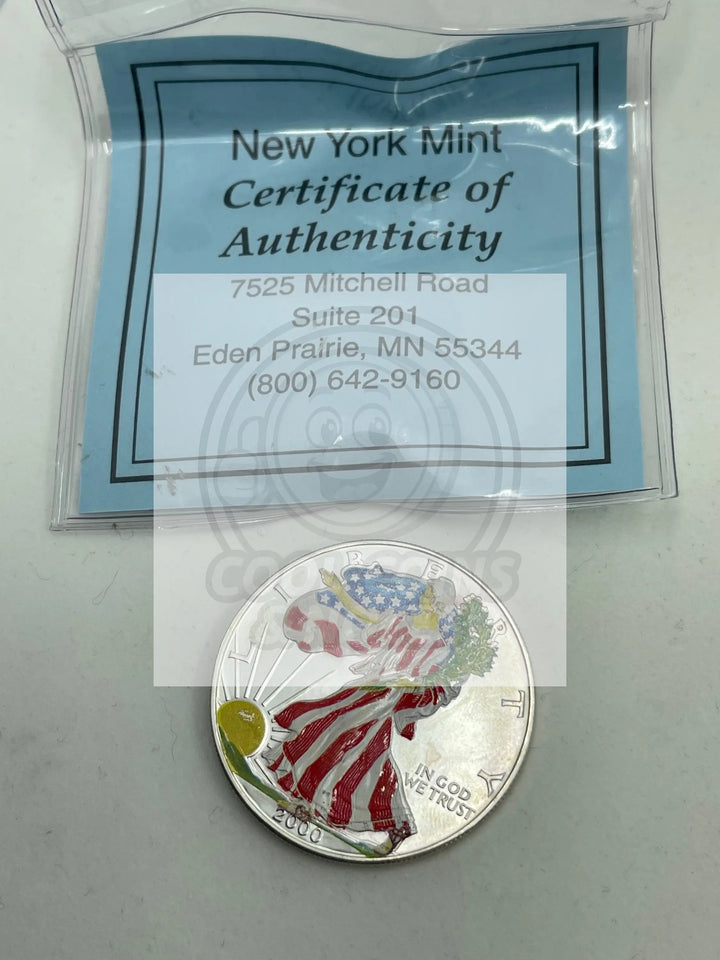 New York Mint
Certificate of
Authenticity
7525 Mitchell Road
Suite 201
Eden Prairie, MN 55344
(800) 642-9160
LIBERTY
IN GOD
WE TRUST
2000